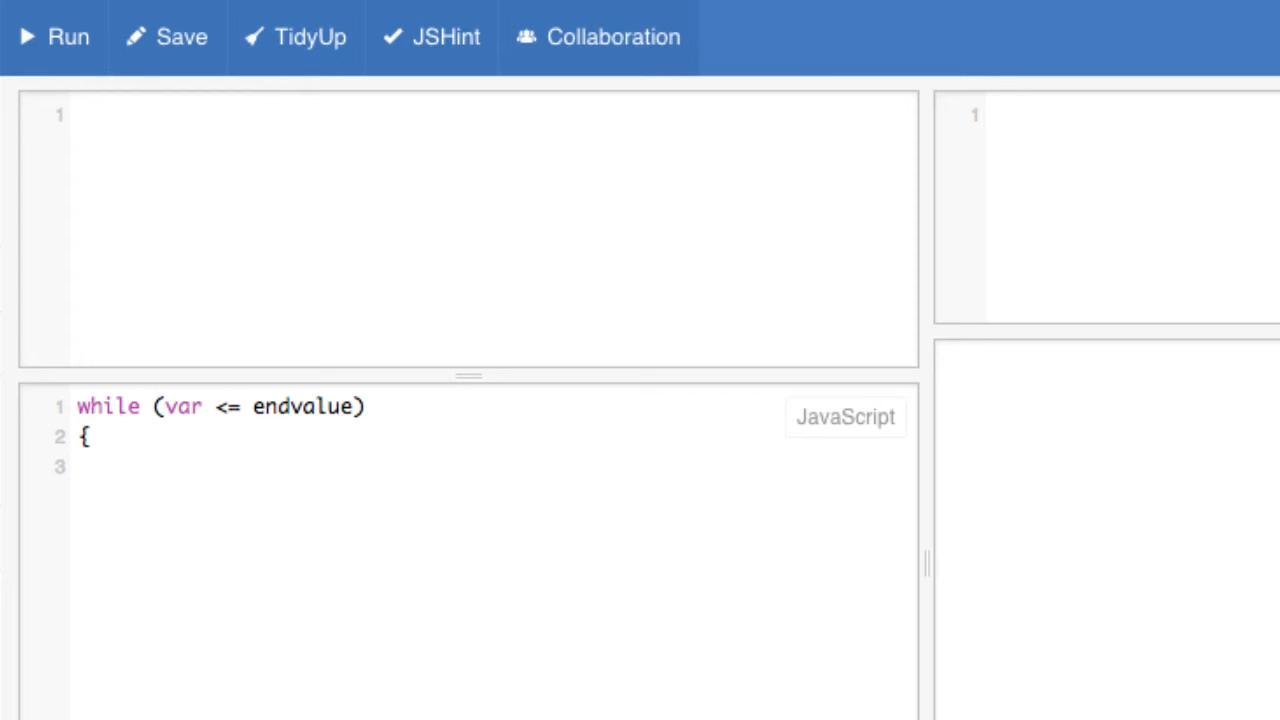 Run Save TidyUp JSHint Collaboration
1
1
1 while (var <= endvalue)
JavaScript
2 {
3